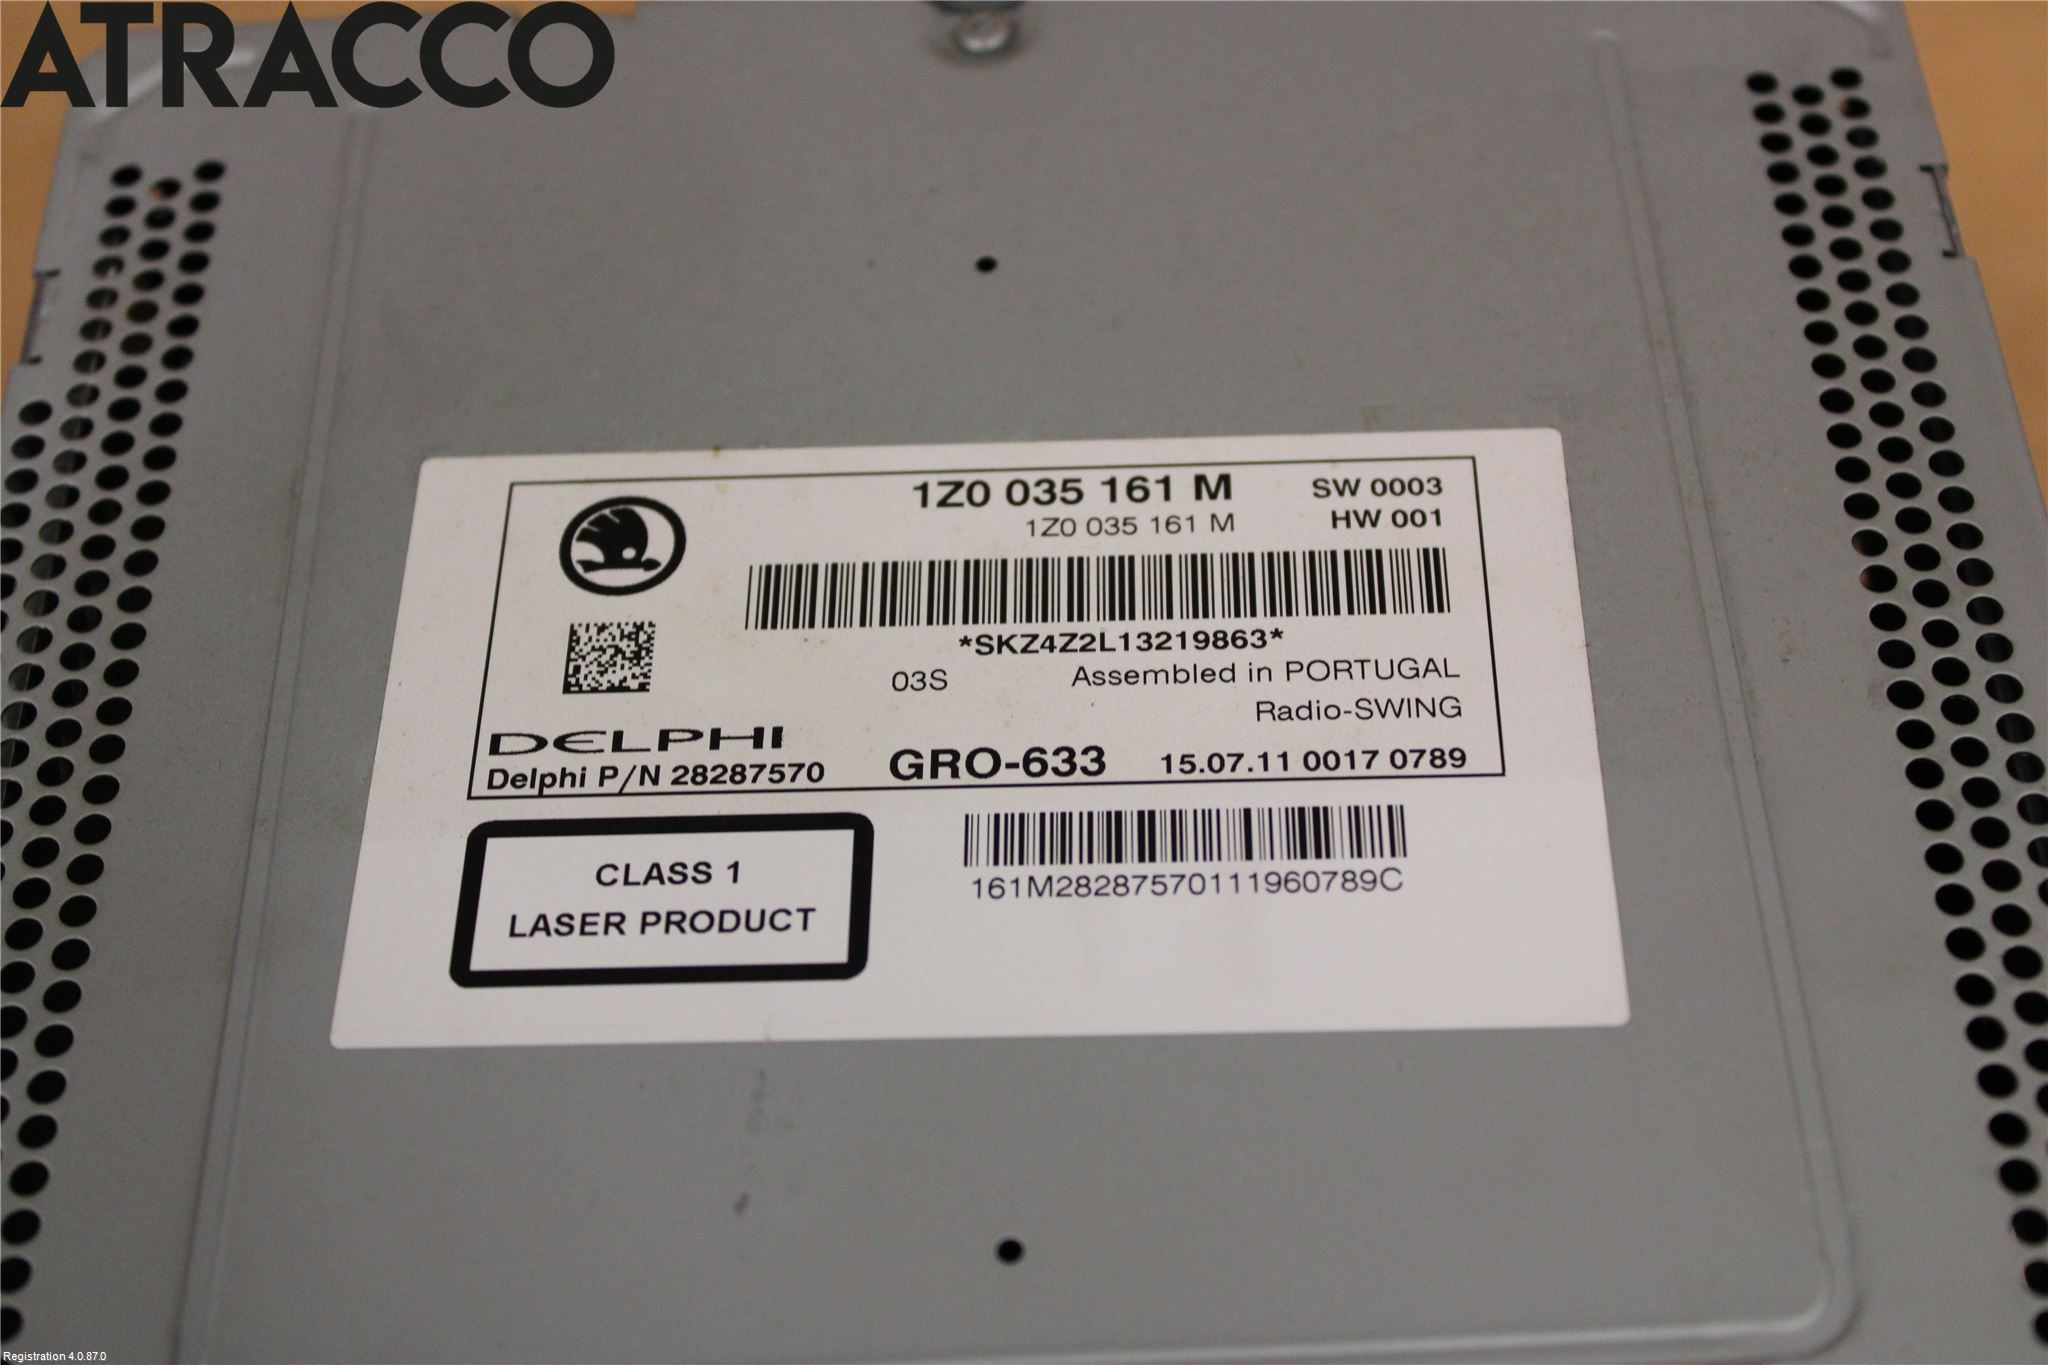 ATRACCO
1Z0 035 161 M SW 0003
1Z0 035 161 M HW 001
*SKZ4Z2L13219863*
03S Assembled in PORTUGAL
Radio-SWING
DELPHI
Delphi P/N 28287570 GRO-633 15.07.11 0017 0789
CLASS 1
LASER PRODUCT
161M28287570111960789C
Registration 4.0.87.0